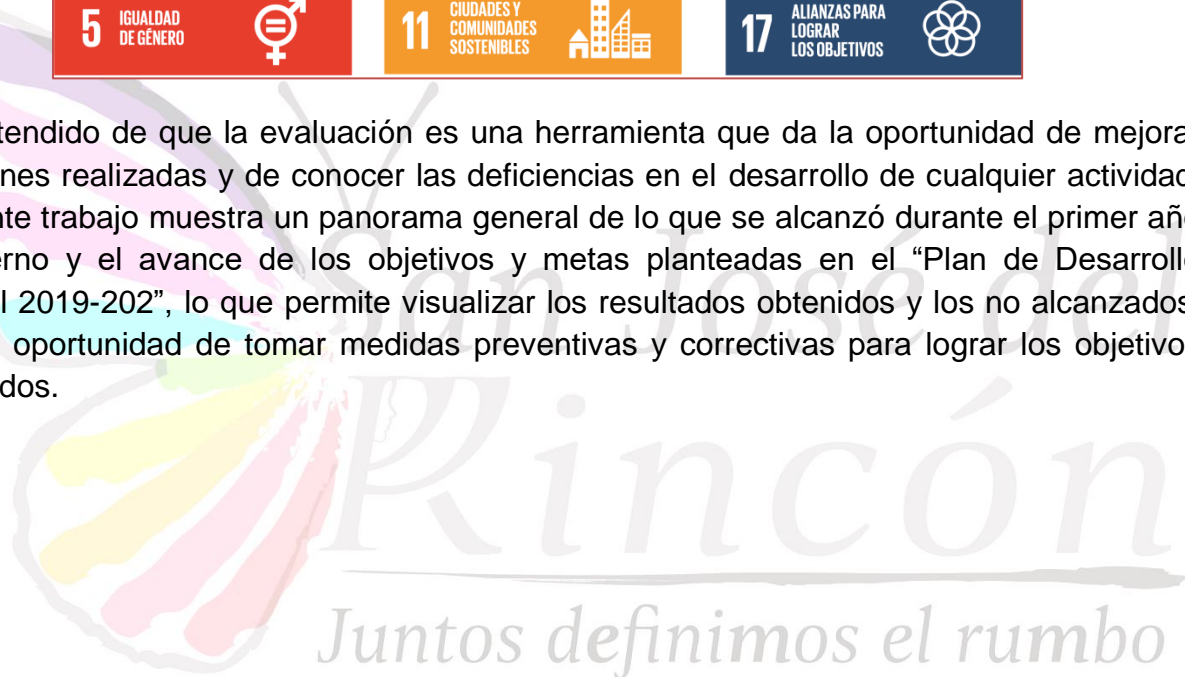 5 IGUALDAD
DE GÉNERO
11 CIUDADES Y
COMUNIDADES
SOSTENIBLES
17 ALIANZAS PARA
LOGRAR
LOS OBJETIVOS
tendido de que la evaluación es una herramienta que da la oportunidad de mejora
nes realizadas y de conocer las deficiencias en el desarrollo de cualquier actividad
nte trabajo muestra un panorama general de lo que se alcanzó durante el primer añ
erno y el avance de los objetivos y metas planteadas en el “Plan de Desarroll
l 2019-202”, lo que permite visualizar los resultados obtenidos y los no alcanzados
oportunidad de tomar medidas preventivas y correctivas para lograr los objetivo
dos.
San José del
Rincón
Juntos definimos el rumbo